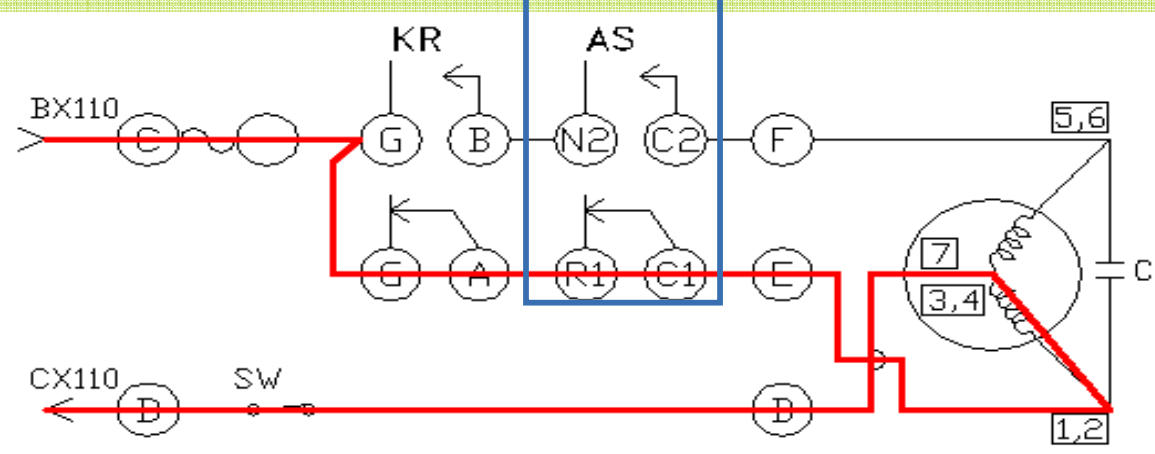 KR AS
BX110 C G B N2 C2 F 5,6
G A R1 C1 E 7 C
3,4
CX110 D SW D 1,2